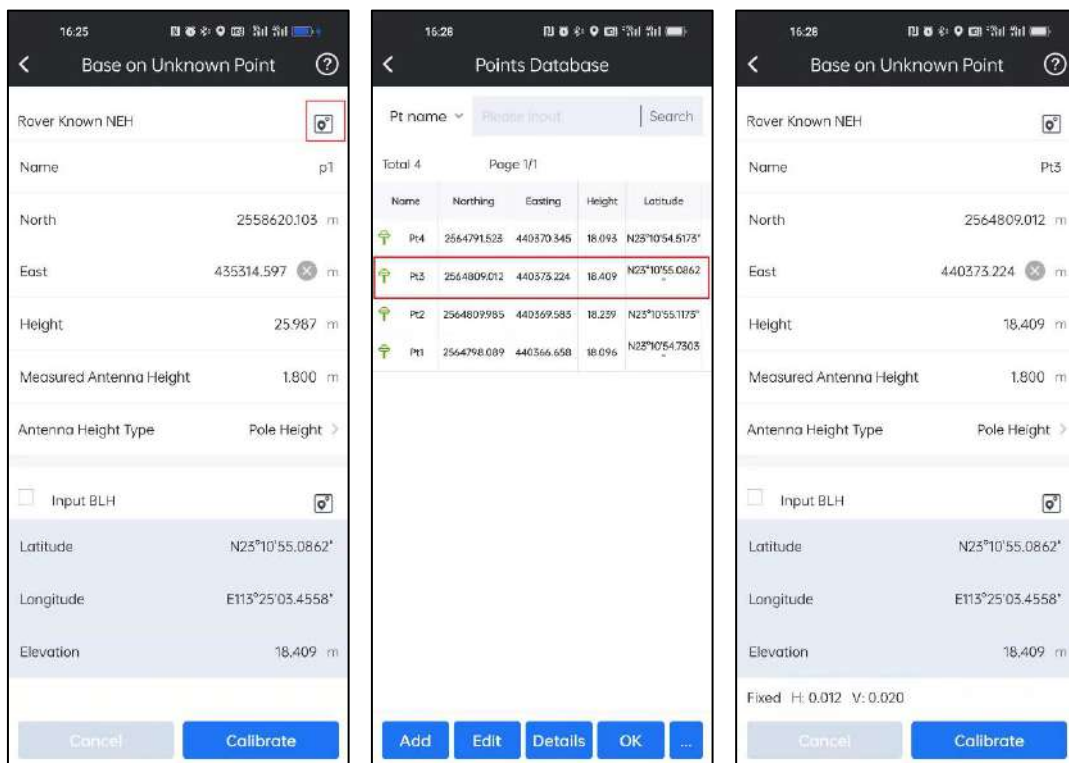 16:25
Base on Unknown Point
Rover Known NEH
Name p1
North 2558620.103 m
East 435314.597 m
Height 25.987 m
Measured Antenna Height 1.800 m
Antenna Height Type Pole Height >
Input BLH
Latitude N23°10'55.0862"
Longitude E113°25'03.4558"
Elevation 18.409 m
Cancel Calibrate
16:28
Points Database
Pt name Please input Search
Total 4 Page 1/1
Name Northing Easting Height Latitude
Pt4 2564791.523 440370.345 18.093 N23°10'54.5173"
Pt3 2564809.012 440373.224 18.409 N23°10'55.0862"
Pt2 2564809.985 440369.583 18.239 N23°10'55.1173"
Pt1 2564798.089 440366.658 18.096 N23°10'54.7303"
Add Edit Details OK ...
16:28
Base on Unknown Point
Rover Known NEH
Name Pt3
North 2564809.012 m
East 440373.224 m
Height 18.409 m
Measured Antenna Height 1.800 m
Antenna Height Type Pole Height >
Input BLH
Latitude N23°10'55.0862"
Longitude E113°25'03.4558"
Elevation 18.409 m
Fixed H: 0.012 V: 0.020
Cancel Calibrate